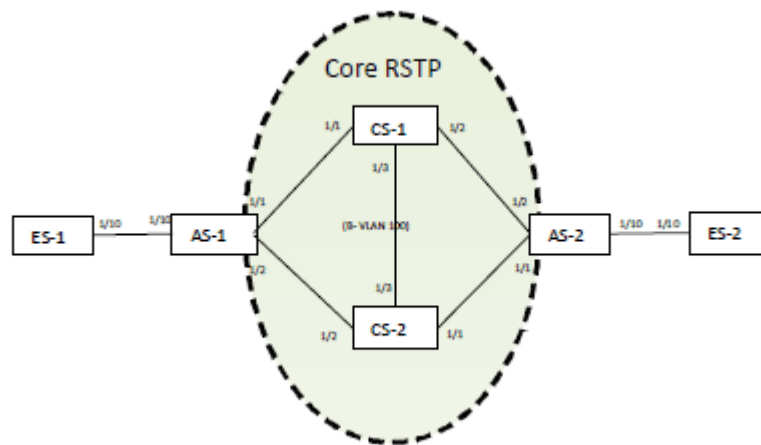 Core RSTP
CS-1
1/1
1/2
1/3
1/1
1/2
ES-1
1/10
1/10
AS-1
(B- VLAN 100)
AS-2
1/10
1/10
ES-2
1/2
1/1
1/3
CS-2
1/2
1/1